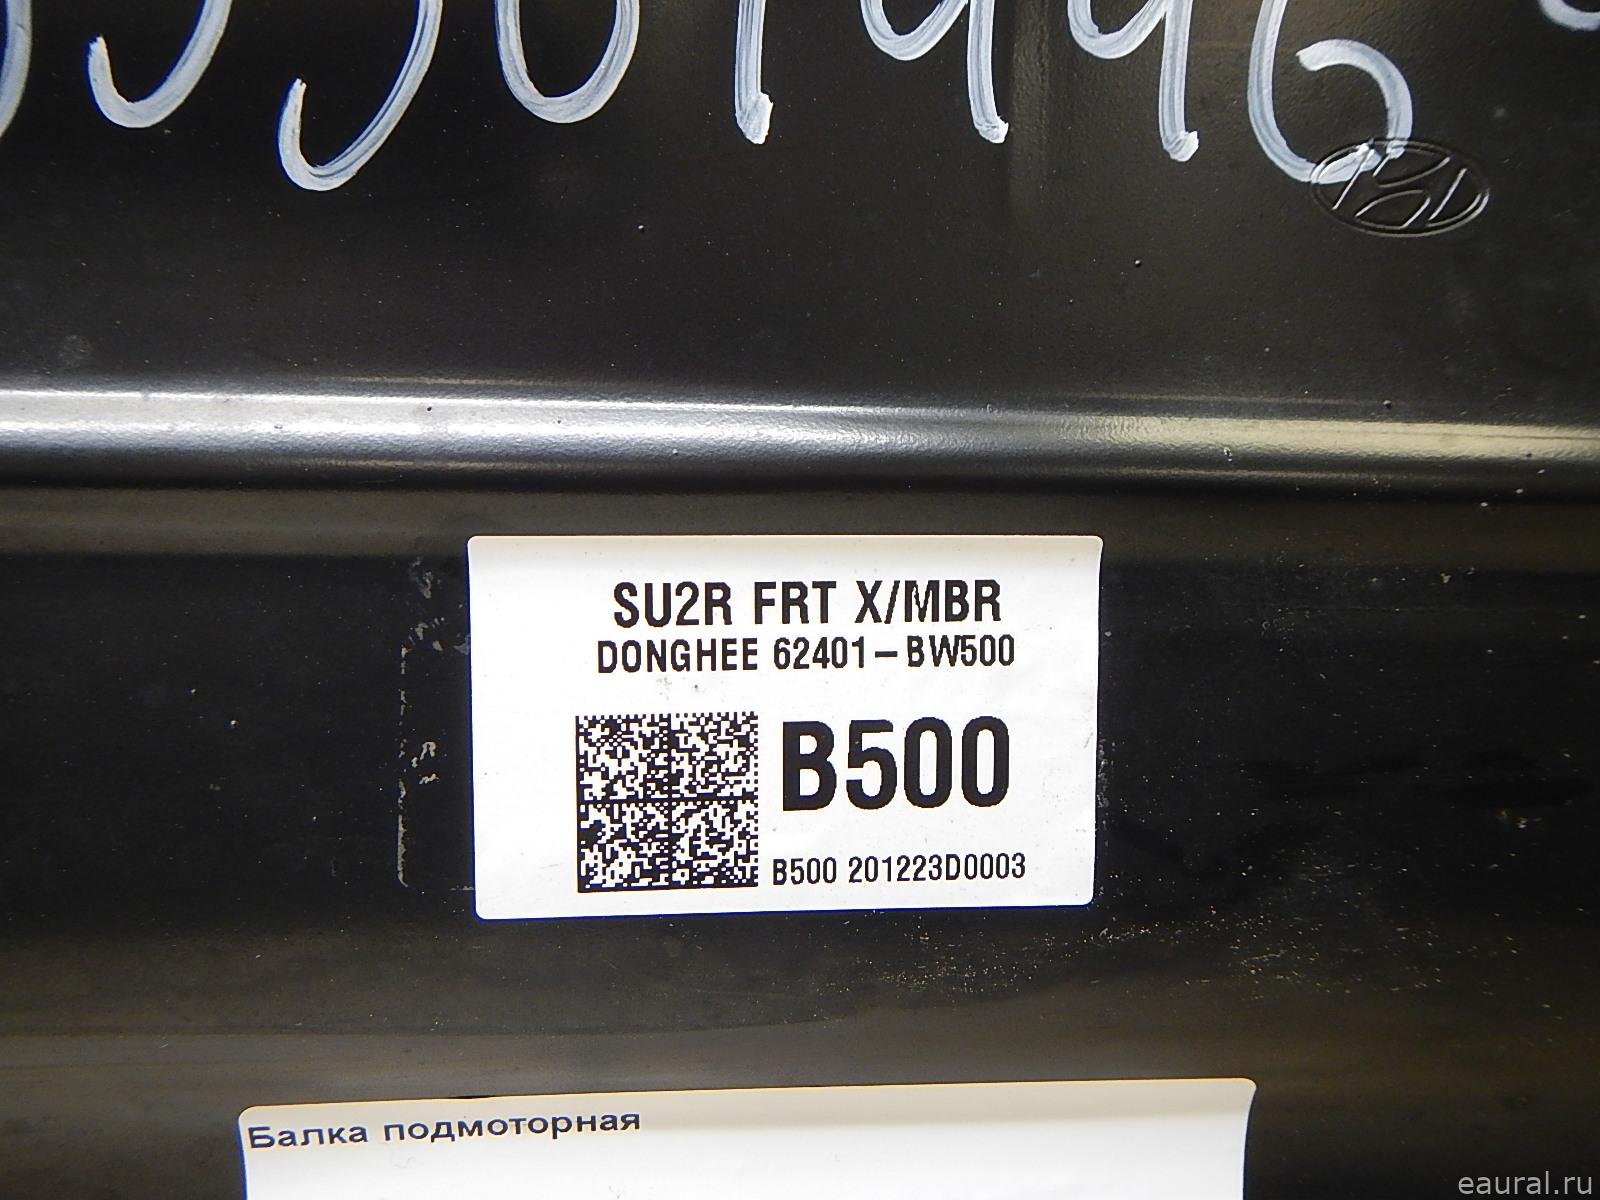 SU2R FRT X/MBR
DONGHEE 62401-BW500
B500
B500 201223D0003
Балка подмоторная
eaural.ru